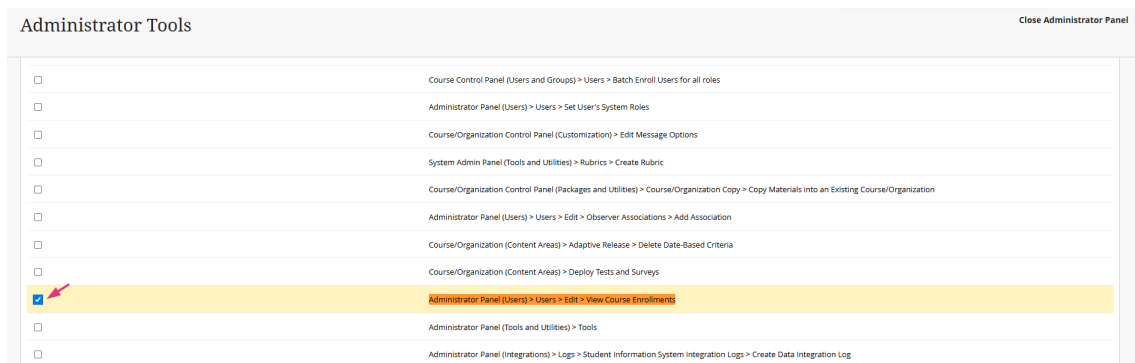 Administrator Tools
Close Administrator Panel
Course Control Panel (Users and Groups) > Users > Batch Enroll Users for all roles
Administrator Panel (Users) > Users > Set User's System Roles
Course/Organization Control Panel (Customization) > Edit Message Options
System Admin Panel (Tools and Utilities) > Rubrics > Create Rubric
Course/Organization Control Panel (Packages and Utilities) > Course/Organization Copy > Copy Materials into an Existing Course/Organization
Administrator Panel (Users) > Users > Edit > Observer Associations > Add Association
Course/Organization (Content Areas) > Adaptive Release > Delete Date-Based Criteria
Course/Organization (Content Areas) > Deploy Tests and Surveys
Administrator Panel (Users) > Users > Edit > View Course Enrollments
Administrator Panel (Tools and Utilities) > Tools
Administrator Panel (Integrations) > Logs > Student Information System Integration Logs > Create Data Integration Log